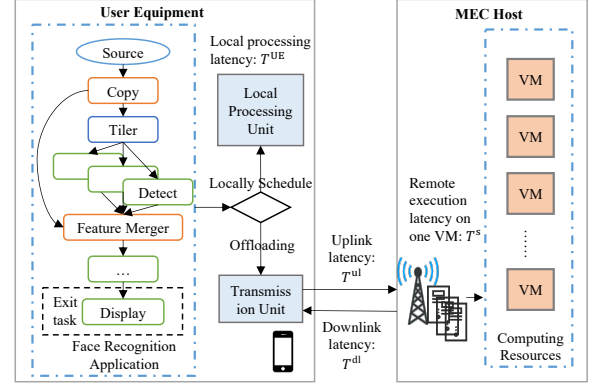 User Equipment
Source
Copy
Tiler
Detect
Feature Merger
...
Exit
task
Display
Face Recognition
Application
Local processing
latency: T^UE
Local
Processing
Unit
Locally Schedule
Offloading
Transmiss
ion Unit
Uplink
latency:
T^ul
Downlink
latency:
T^dl
MEC Host
Remote
execution
latency on
one VM: T^s
VM
VM
VM
......
VM
Computing
Resources